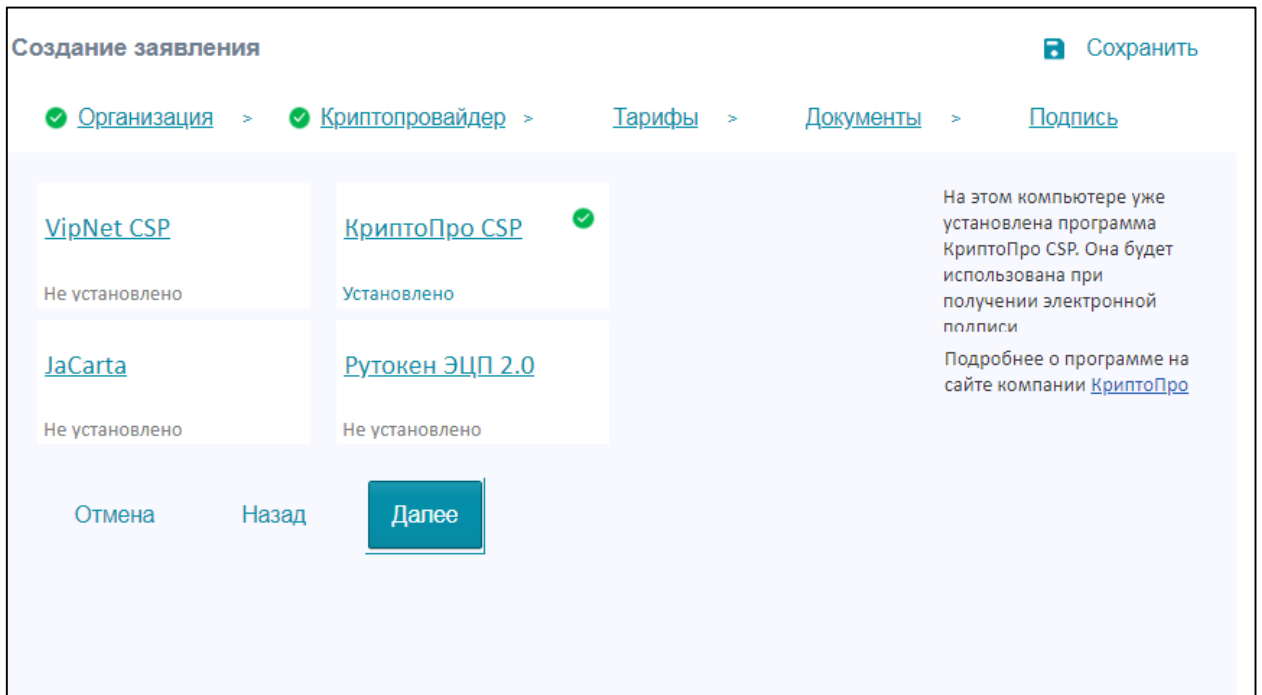 Создание заявления
Сохранить
Организация > Криптопровайдер > Тарифы > Документы > Подпись
VipNet CSP
Не установлено
КриптоПро CSP
Установлено
JaCarta
Не установлено
Рутокен ЭЦП 2.0
Не установлено
На этом компьютере уже
установлена программа
КриптоПро CSP. Она будет
использована при
получении электронной
подписи
Подробнее о программе на
сайте компании КриптоПро
Отмена
Назад
Далее